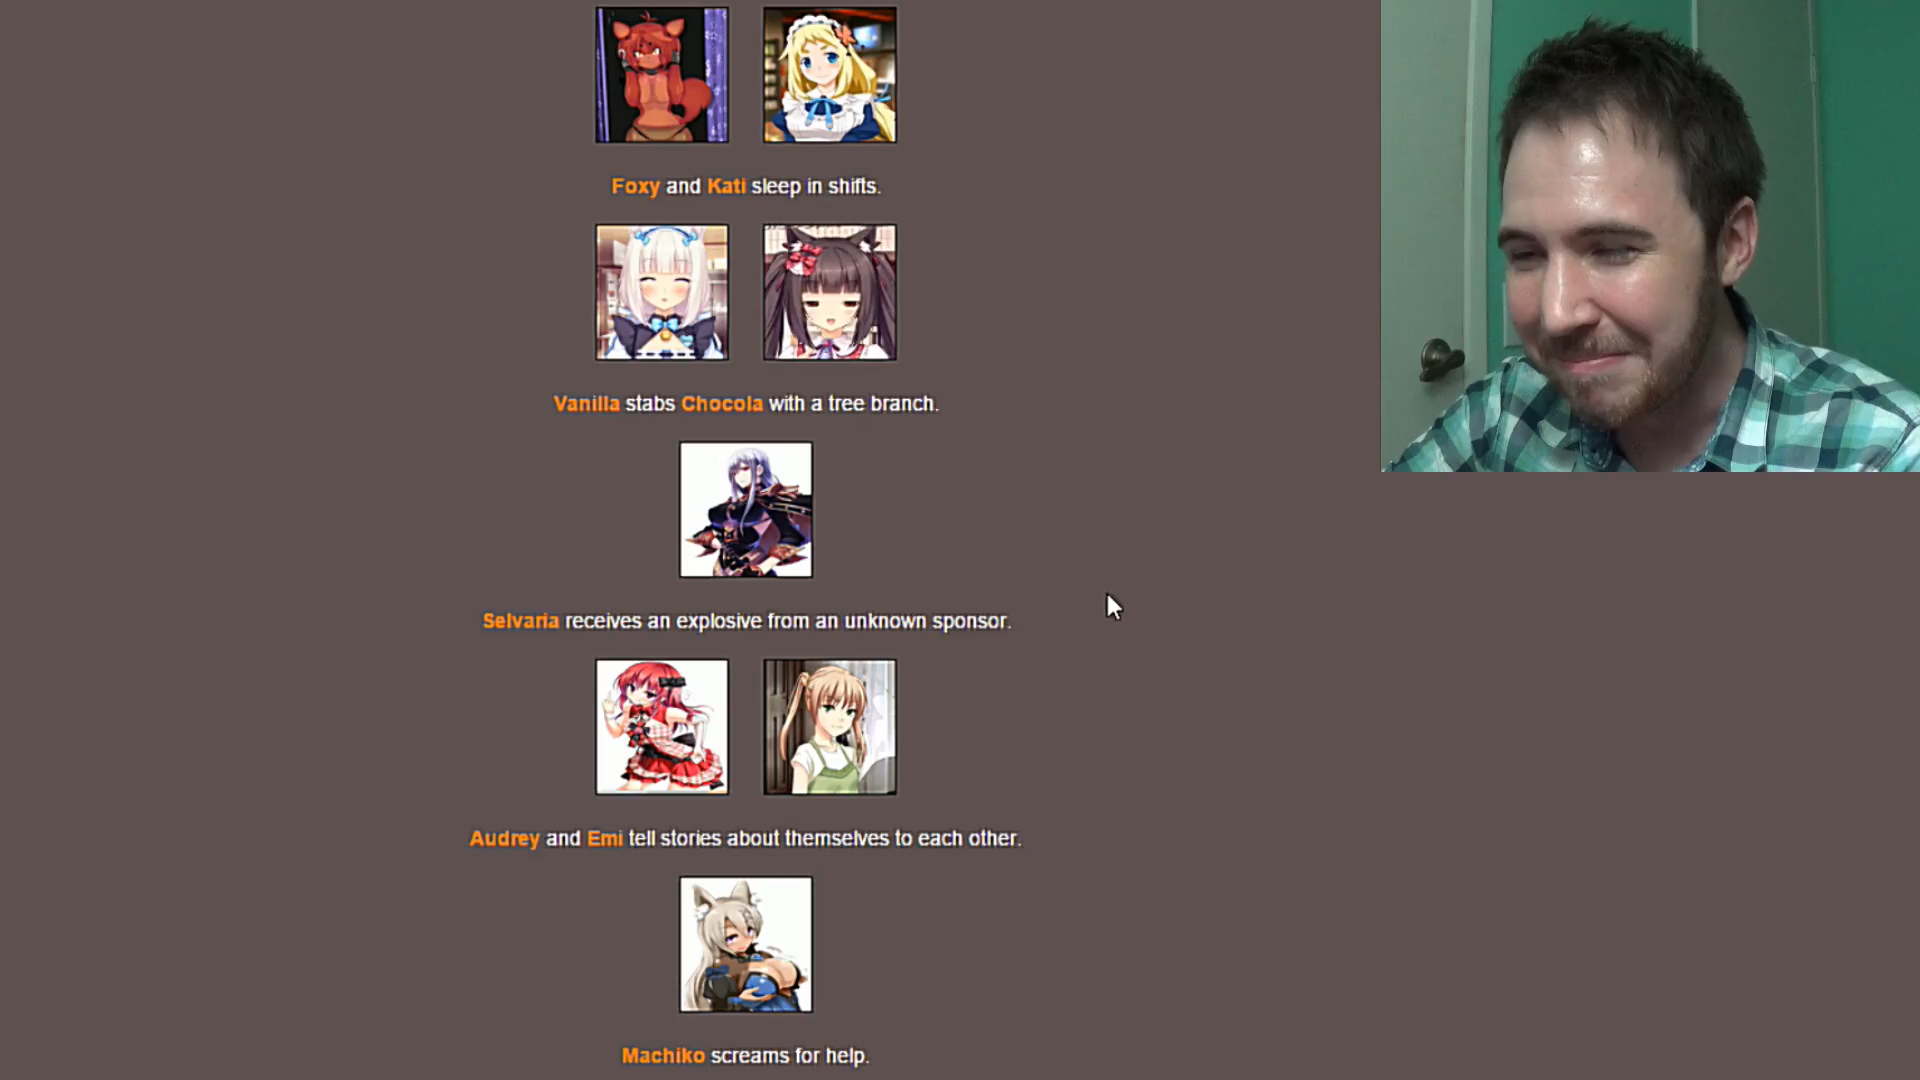 Foxy and Kati sleep in shifts.
Vanilla stabs Chocola with a tree branch.
Selvaria receives an explosive from an unknown sponsor.
Audrey and Emi tell stories about themselves to each other.
Machiko screams for help.